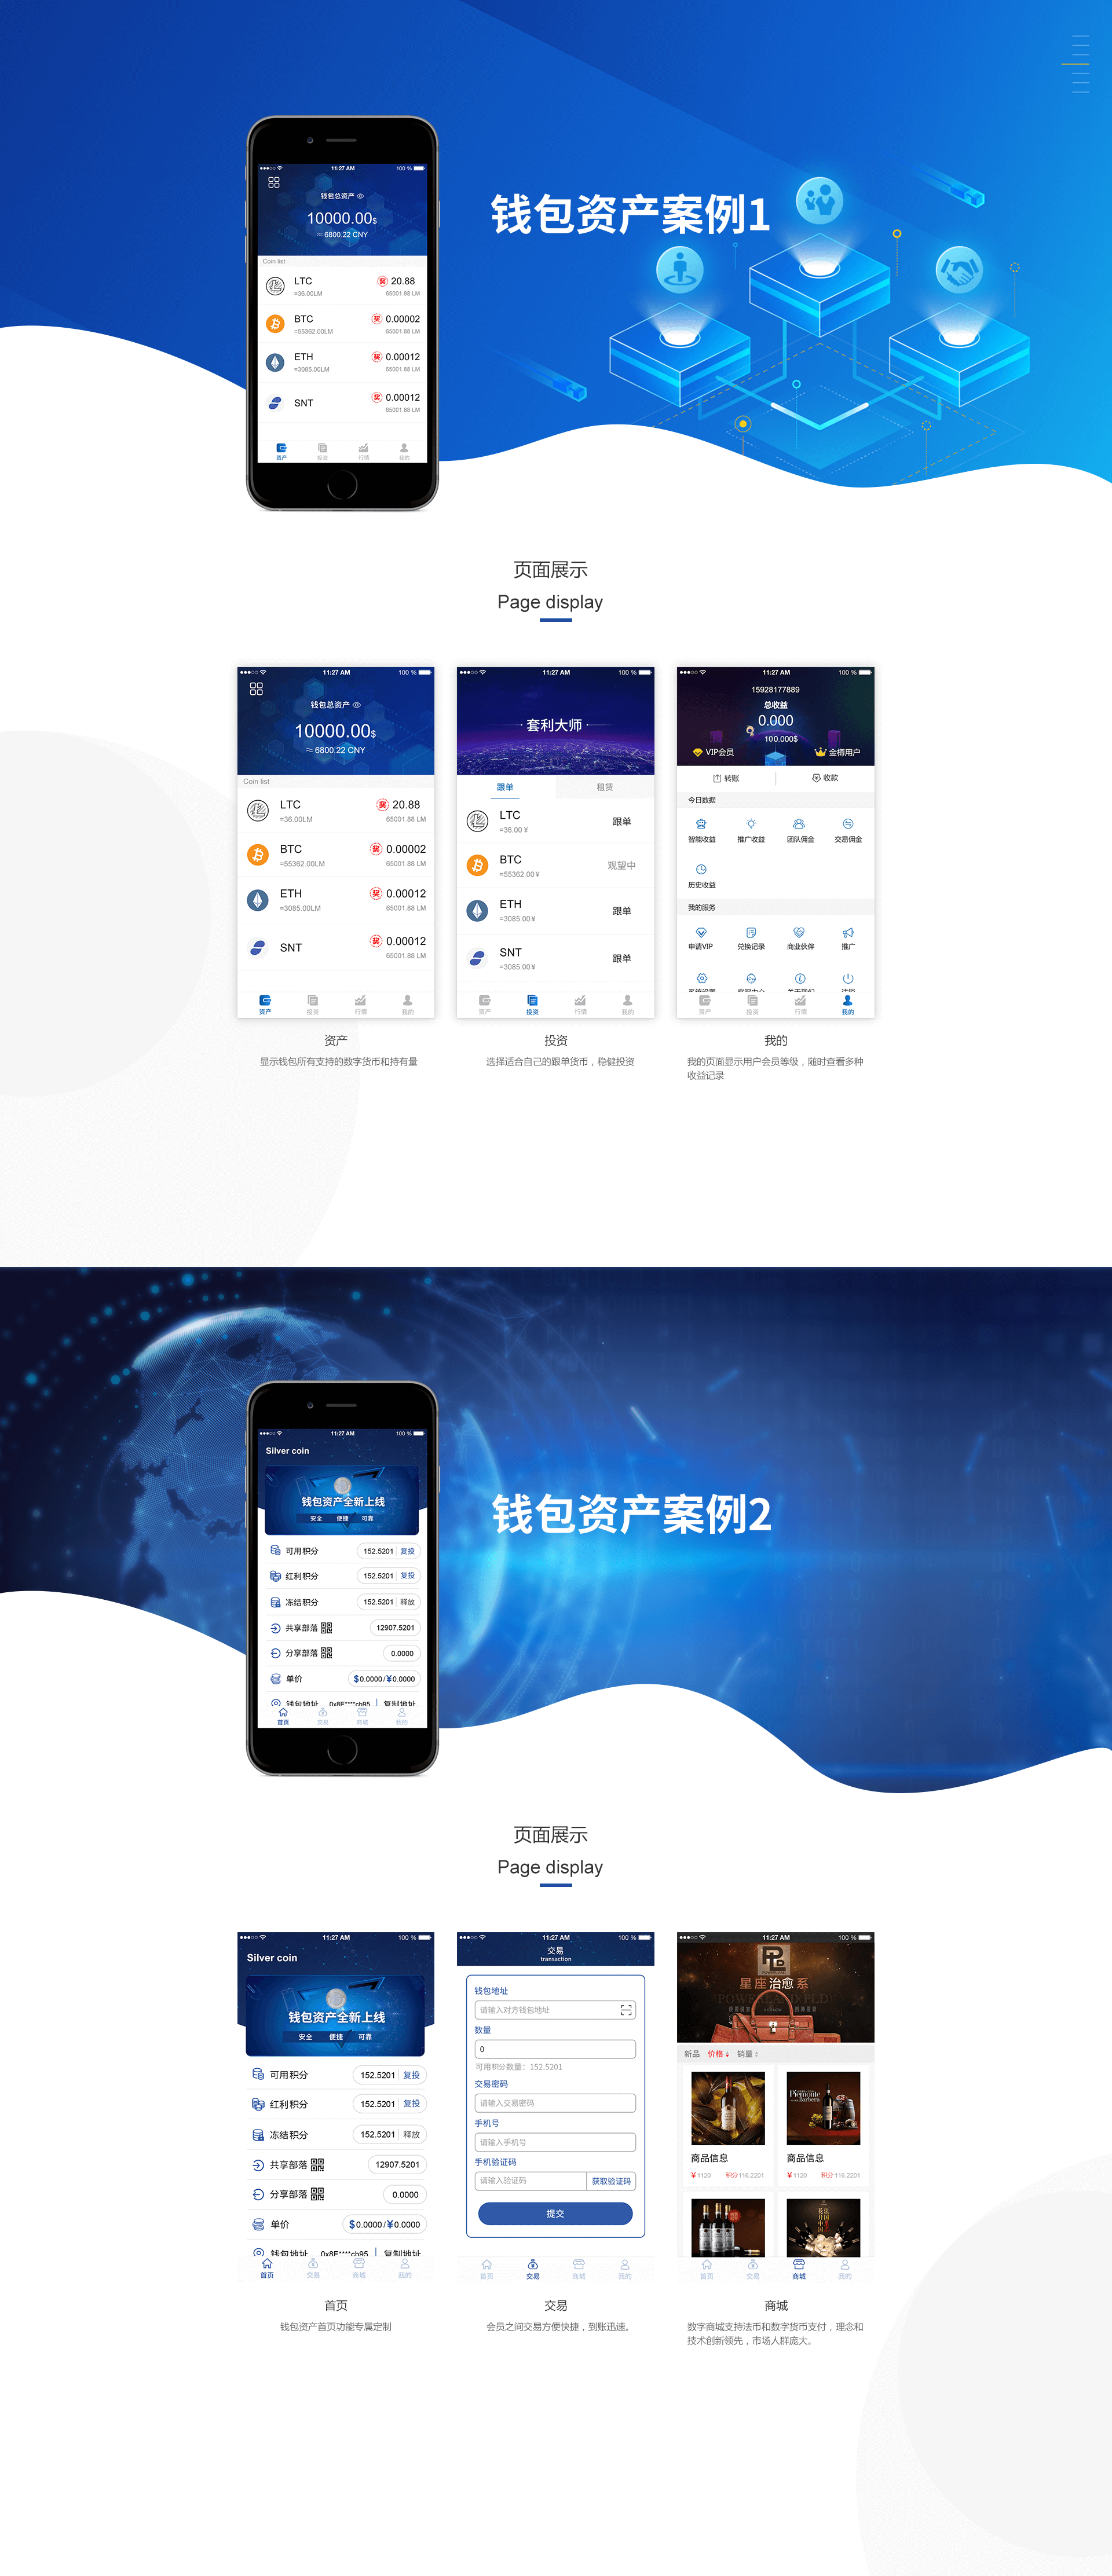 11:27 AM
100 %
钱包总资产
10000.00$
≈ 6800.22 CNY
Coin list
LTC
奖 20.88
≈36.00LM
65001.88 LM
BTC
奖 0.00002
≈55362.00LM
65001.88 LM
ETH
奖 0.00012
≈3085.00LM
65001.88 LM
SNT
奖 0.00012
65001.88 LM
资产 投资 行情 我的
钱包资产案例1
页面展示
Page display
11:27 AM
100 %
钱包总资产
10000.00$
≈ 6800.22 CNY
Coin list
LTC
奖 20.88
≈36.00LM
65001.88 LM
BTC
奖 0.00002
≈55362.00LM
65001.88 LM
ETH
奖 0.00012
≈3085.00LM
65001.88 LM
SNT
奖 0.00012
65001.88 LM
资产 投资 行情 我的
资产
显示钱包所有支持的数字货币和持有量
11:27 AM
100 %
套利大师
跟单 租赁
LTC
≈36.00 ¥
跟单
BTC
≈55362.00 ¥
观望中
ETH
≈3085.00 ¥
跟单
SNT
≈3085.00 ¥
跟单
资产 投资 行情 我的
投资
选择适合自己的跟单货币，稳健投资
11:27 AM
100 %
15928177889
总收益
0.000
100.000$
VIP会员 金樽用户
转账 收款
今日数据
智能收益 推广收益 团队佣金 交易佣金
历史收益
我的服务
申请VIP 兑换记录 商业伙伴 推广
系统设置 客服中心 关于我们 注销
资产 投资 行情 我的
我的
我的页面显示用户会员等级，随时查看多种
收益记录
11:27 AM
100 %
Silver coin
钱包资产全新上线
安全 便捷 可靠
可用积分 152.5201 复投
红利积分 152.5201 复投
冻结积分 152.5201 释放
共享部落 12907.5201
分享部落 0.0000
单价 $0.0000/¥0.0000
钱包地址 0x8E****cb95 复制地址
首页 交易 商城 我的
钱包资产案例2
页面展示
Page display
11:27 AM
100 %
Silver coin
钱包资产全新上线
安全 便捷 可靠
可用积分 152.5201 复投
红利积分 152.5201 复投
冻结积分 152.5201 释放
共享部落 12907.5201
分享部落 0.0000
单价 $0.0000/¥0.0000
钱包地址 0x8E****cb95 复制地址
首页 交易 商城 我的
首页
钱包资产首页功能专属定制
11:27 AM
100 %
交易
transaction
钱包地址
请输入对方钱包地址
数量
0
可用积分数量：152.5201
交易密码
请输入交易密码
手机号
请输入手机号
手机验证码
请输入验证码 获取验证码
提交
首页 交易 商城 我的
交易
会员之间交易方便快捷，到账迅速。
11:27 AM
100 %
星座治愈系
新品 价格 销量
Piemonte
Barbera
商品信息 商品信息
¥ 1120 积分 116.2201
¥ 1120 积分 116.2201
首页 交易 商城 我的
商城
数字商城支持法币和数字货币支付，理念和
技术创新领先，市场人群庞大。